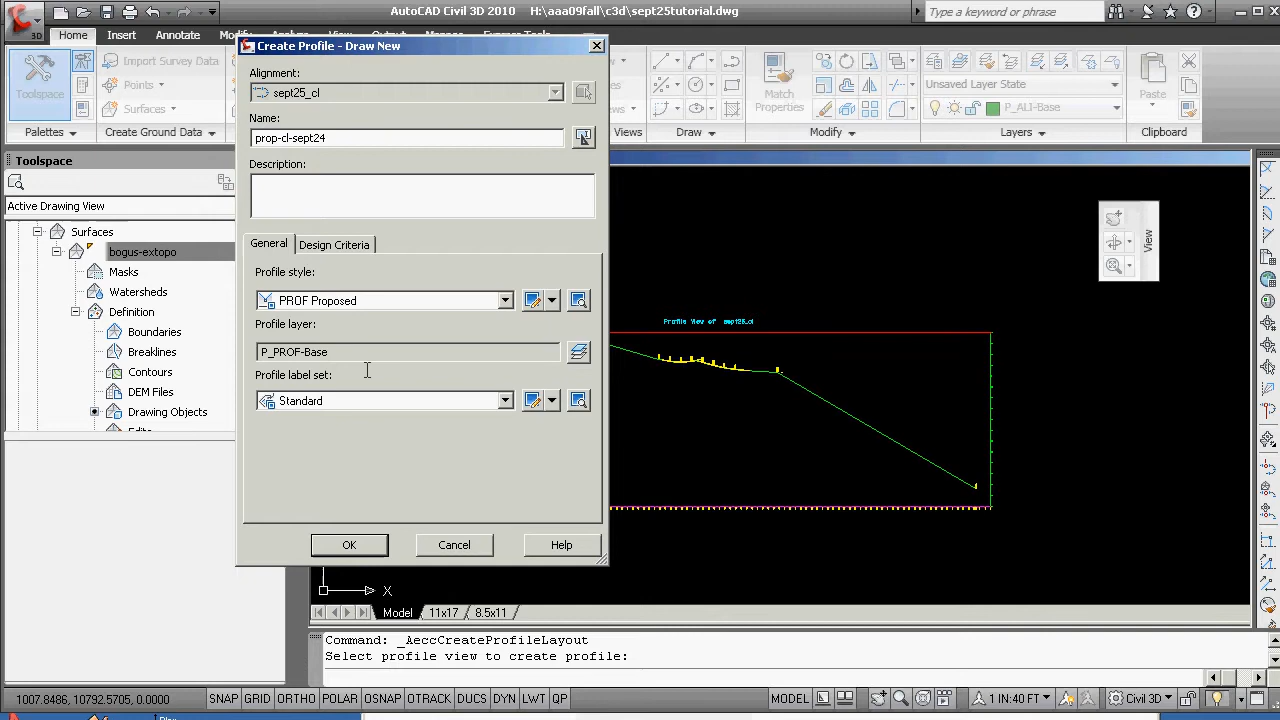 AutoCAD Civil 3D 2010 H:\aaa09fall\c3d\sept25tutorial.dwg
Type a keyword or phrase
3D
Home
Insert
Toolspace
Import Survey Data
Points
Surfaces
Match
Properties
Unsaved Layer State
P_ALI-Base
Paste
Palettes
Create Ground Data
Views
Draw
Modify
Layers
Clipboard
Create Profile - Draw New
Alignment:
sept25_cl
Name:
prop-cl-sept24
Description:
General
Design Criteria
Profile style:
PROF Proposed
Profile layer:
P_PROF-Base
Profile label set:
Standard
OK
Cancel
Help
Toolspace
Active Drawing View
Surfaces
bogus-extopo
Masks
Watersheds
Definition
Boundaries
Breaklines
Contours
DEM Files
Drawing Objects
View
Profile View of sept25_cl
X
Model
11x17
8.5x11
Command: _AeccCreateProfileLayout
Select profile view to create profile:
1007.9486, 10792.5706, 0.0000
SNAP
GRID
ORTHO
POLAR
OSNAP
OTRACK
DUCS
DYN
LWT
QP
MODEL
1 IN:40 FT
Civil 3D